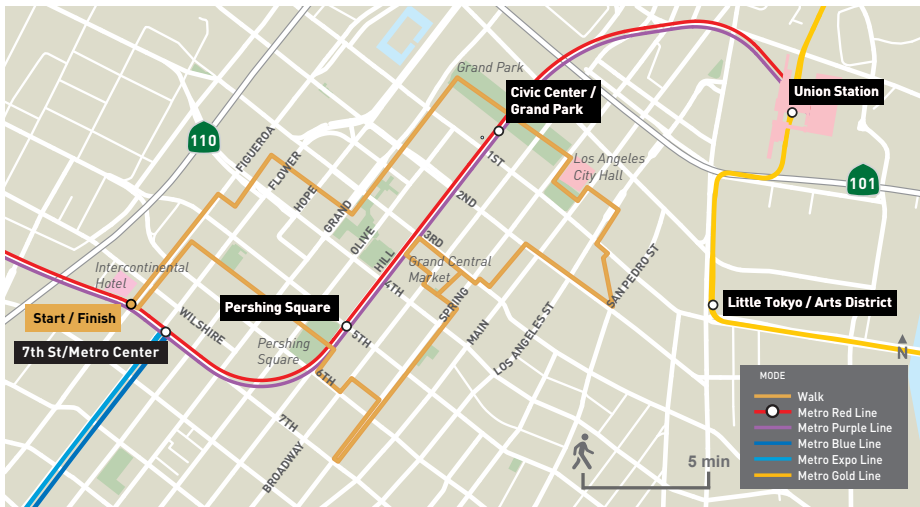 Grand Park
Civic Center /
Grand Park
Union Station
110
FIGUEROA
FLOWER
HOPE
GRAND
OLIVE
HILL
1ST
2ND
3RD
4TH
Los Angeles
City Hall
101
Intercontinental
Hotel
Grand Central
Market
SPRING
MAIN
LOS ANGELES ST
SAN PEDRO ST
Start / Finish
7th St/Metro Center
WILSHIRE
Pershing Square
Pershing
Square
5TH
6TH
7TH
BROADWAY
Little Tokyo / Arts District
N
MODE
Walk
Metro Red Line
Metro Purple Line
Metro Blue Line
Metro Expo Line
Metro Gold Line
5 min